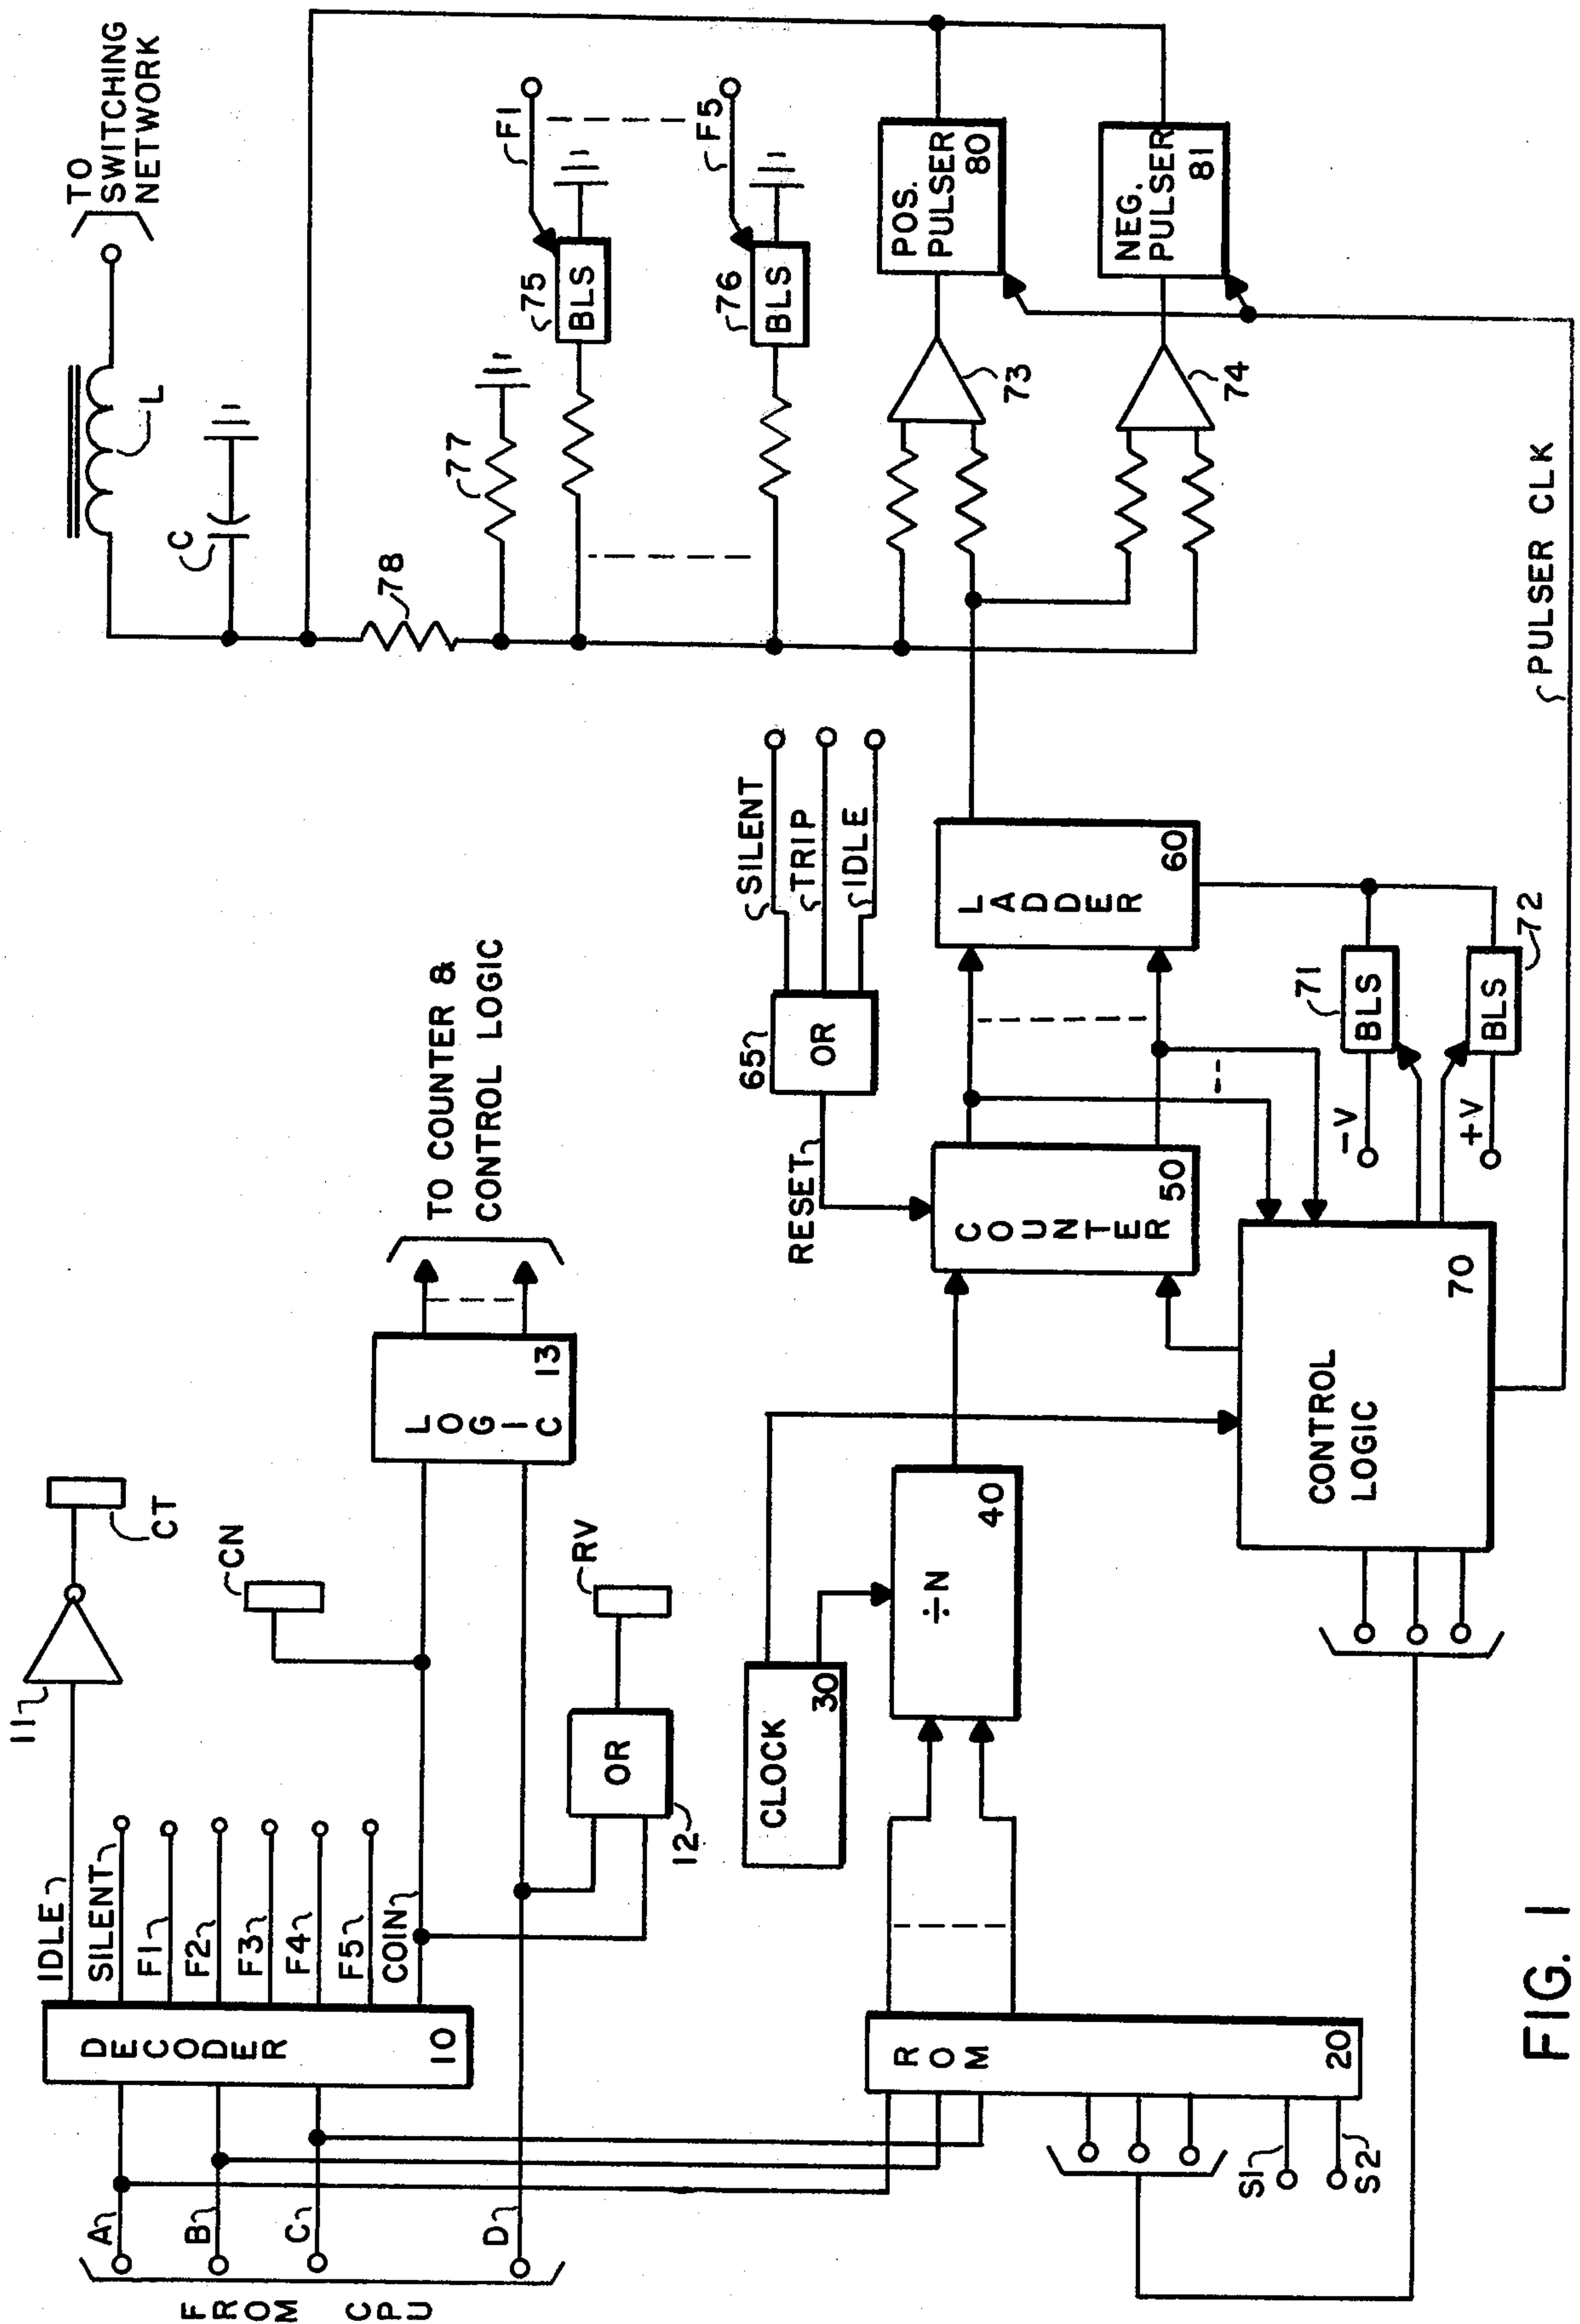 FROM CPU
A
B
C
D
DECODER
10
IDLE
SILENT
F1
F2
F3
F4
F5
COIN
11
CT
CN
OR
12
RV
LOGIC
13
TO COUNTER &
CONTROL LOGIC
TO
SWITCHING
NETWORK
L
C
78
77
75
BLS
F1
76
BLS
F5
ROM
20
S1
S2
CLOCK
30
÷N
40
RESET
65
OR
SILENT
TRIP
IDLE
COUNTER
50
LADDER
60
CONTROL
LOGIC
70
-V
71
BLS
+V
BLS
72
73
74
POS.
PULSER
80
NEG.
PULSER
81
PULSER CLK
FIG. 1